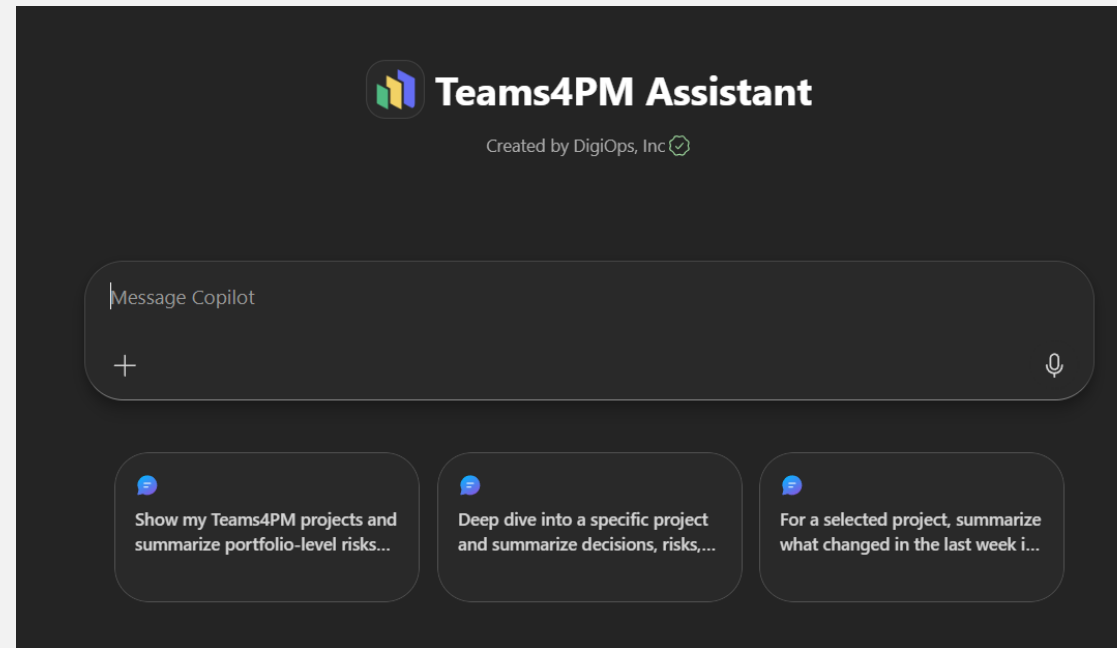 Teams4PM Assistant
Created by DigiOps, Inc
Message Copilot
Show my Teams4PM projects and
summarize portfolio-level risks...
Deep dive into a specific project
and summarize decisions, risks,...
For a selected project, summarize
what changed in the last week i...